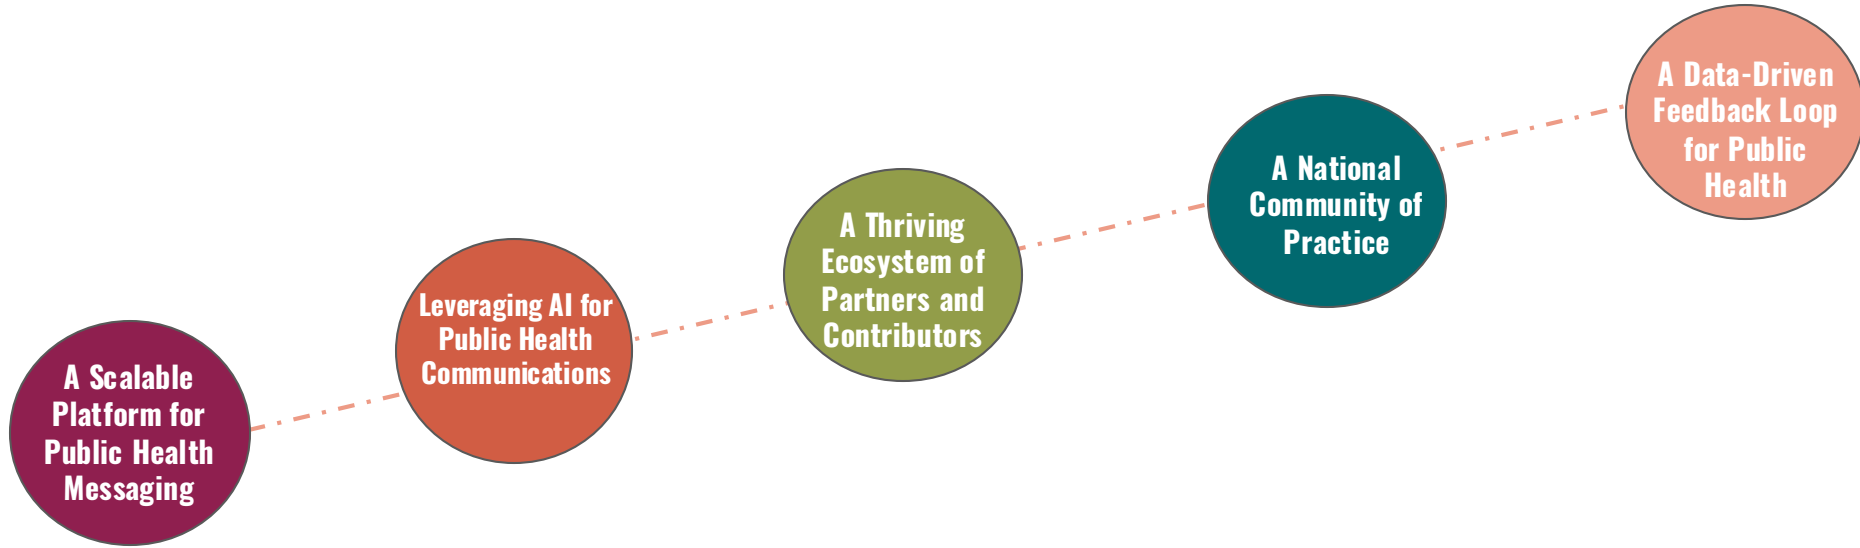 A Scalable
Platform for
Public Health
Messaging
Leveraging AI for
Public Health
Communications
A Thriving
Ecosystem of
Partners and
Contributors
A National
Community of
Practice
A Data-Driven
Feedback Loop
for Public
Health